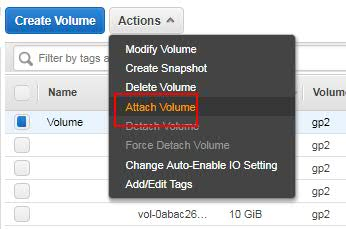 Create Volume
Actions
Filter by tags a
Name
Volum
Modify Volume
Create Snapshot
Delete Volume
Attach Volume
Detach Volume
Force Detach Volume
Change Auto-Enable IO Setting
Add/Edit Tags
Volume
gp2
gp2
gp2
gp2
vol-0abac26...
10 GiB
gp2